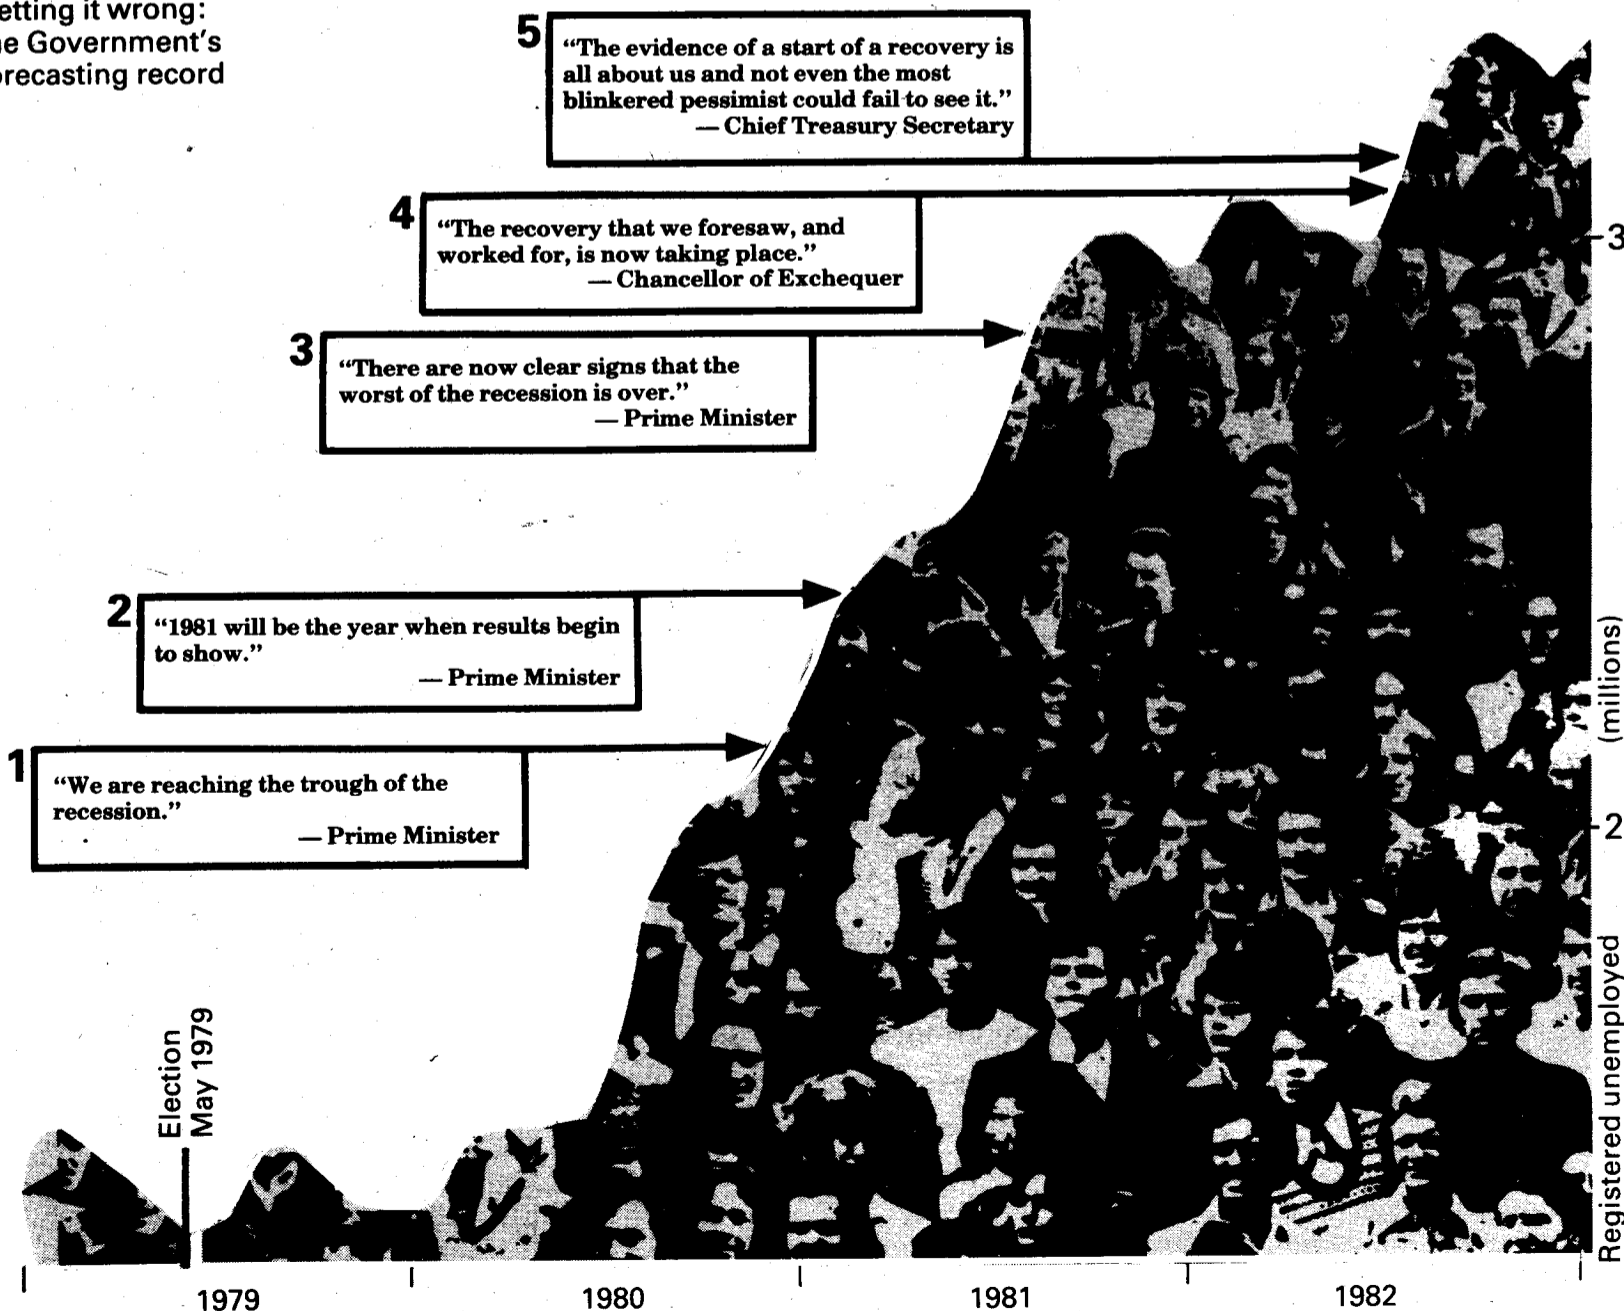 etting it wrong:
e Government's
recasting record
5
“The evidence of a start of a recovery is
all about us and not even the most
blinkered pessimist could fail to see it.”
— Chief Treasury Secretary
4
“The recovery that we foresaw, and
worked for, is now taking place.”
— Chancellor of Exchequer
3
“There are now clear signs that the
worst of the recession is over.”
— Prime Minister
2
“1981 will be the year when results begin
to show.”
— Prime Minister
1
“We are reaching the trough of the
recession.”
— Prime Minister
Election
May 1979
3
2
Registered unemployed (millions)
1979 1980 1981 1982